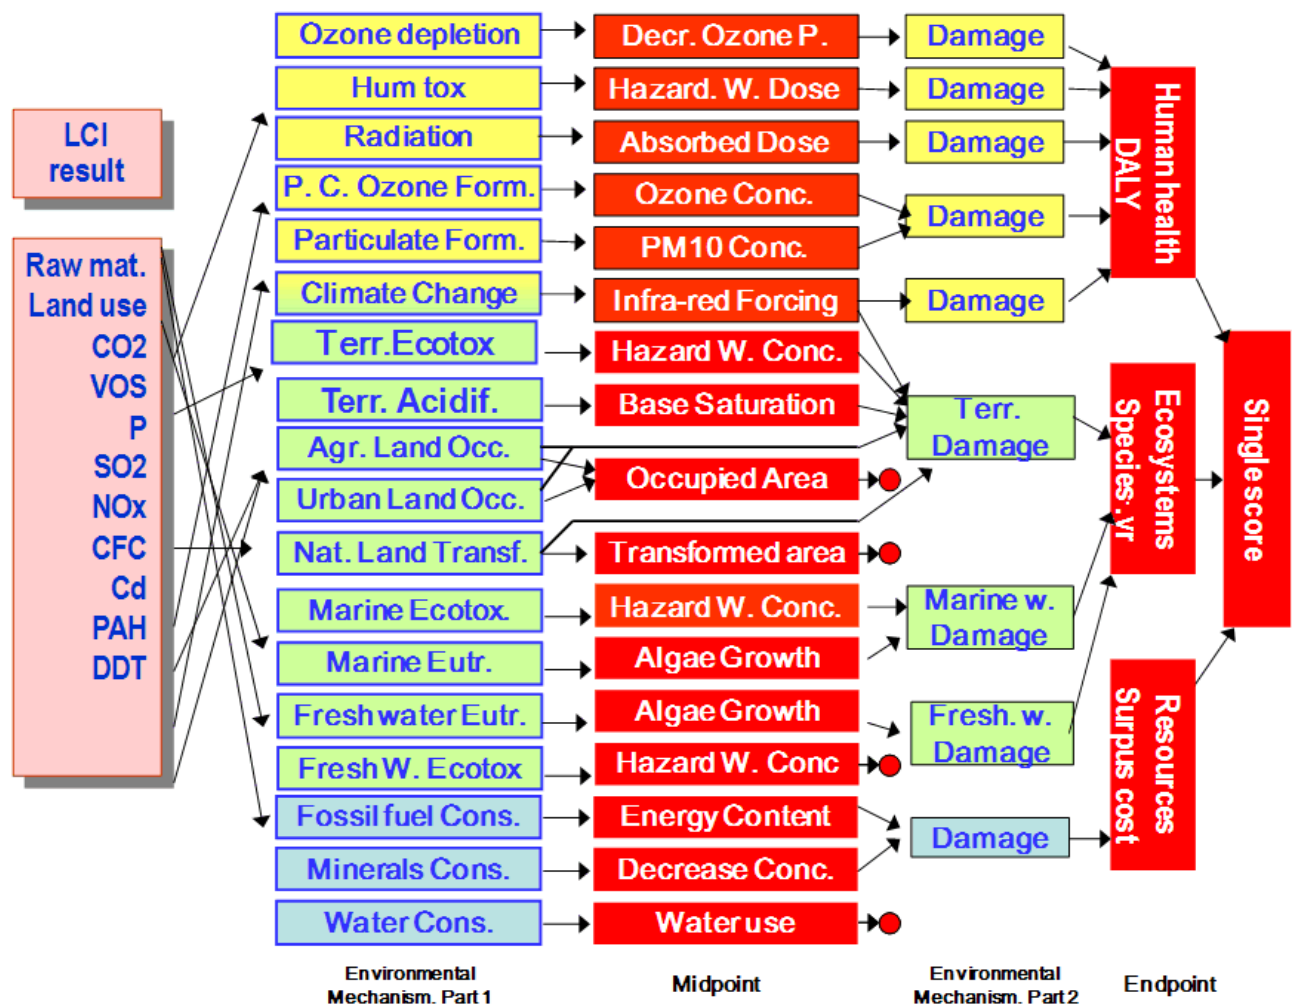 LCI
result
Raw mat.
Land use
CO2
VOS
P
SO2
NOx
CFC
Cd
PAH
DDT
Ozone depletion
Hum tox
Radiation
P. C. Ozone Form.
Particulate Form.
Climate Change
Terr.Ecotox
Terr. Acidif.
Agr. Land Occ.
Urban Land Occ.
Nat. Land Transf.
Marine Ecotox.
Marine Eutr.
Freshwater Eutr.
Fresh W. Ecotox
Fossil fuel Cons.
Minerals Cons.
Water Cons.
Environmental
Mechanism. Part 1
Decr. Ozone P.
Hazard. W. Dose
Absorbed Dose
Ozone Conc.
PM10 Conc.
Infra-red Forcing
Hazard W. Conc.
Base Saturation
Occupied Area
Transformed area
Hazard W. Conc.
Algae Growth
Algae Growth
Hazard W. Conc
Energy Content
Decrease Conc.
Water use
Midpoint
Damage
Damage
Damage
Damage
Damage
Terr.
Damage
Marine w.
Damage
Fresh. w.
Damage
Damage
Environmental
Mechanism. Part 2
Human health
DALY
Ecosystems
Species.yr
Resources
Surpus cost
Endpoint
Single score